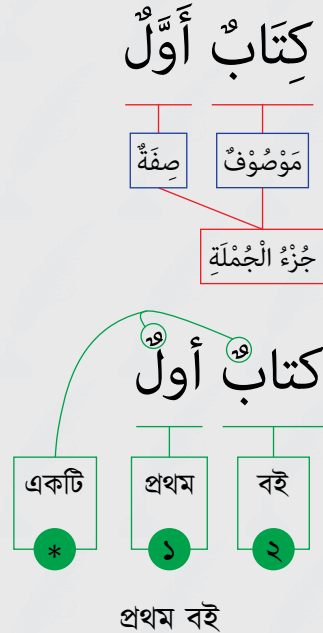 كِتَابٌ أَوَّلٌ
مَوْصُوْفٌ صِفَةٌ
جُزْءُ الْجُمْلَةِ
كتابٌ أولٌ
একটি প্রথম বই
* ১ ২
প্রথম বই